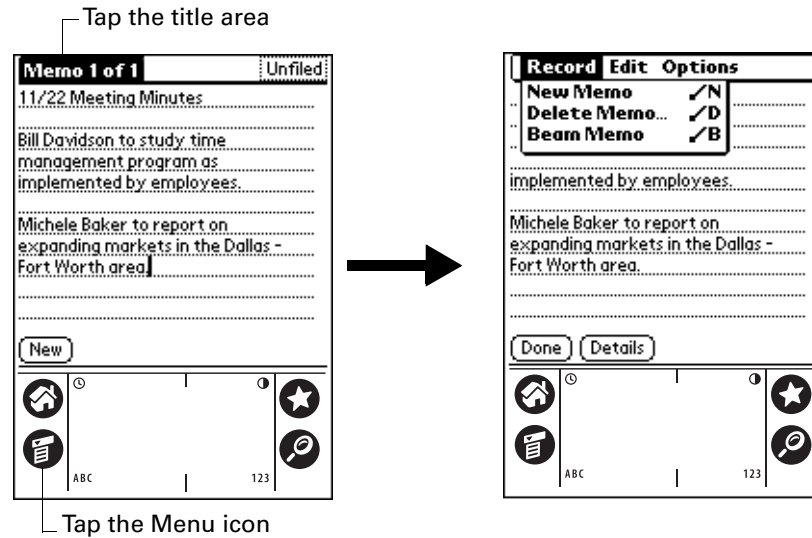 Tap the title area
Memo 1 of 1 Unfiled
11/22 Meeting Minutes
Bill Davidson to study time
management program as
implemented by employees.
Michele Baker to report on
expanding markets in the Dallas -
Fort Worth area.
New
ABC 123
Tap the Menu icon
Record Edit Options
New Memo /N
Delete Memo... /D
Beam Memo /B
implemented by employees.
Michele Baker to report on
expanding markets in the Dallas -
Fort Worth area.
Done Details
ABC 123